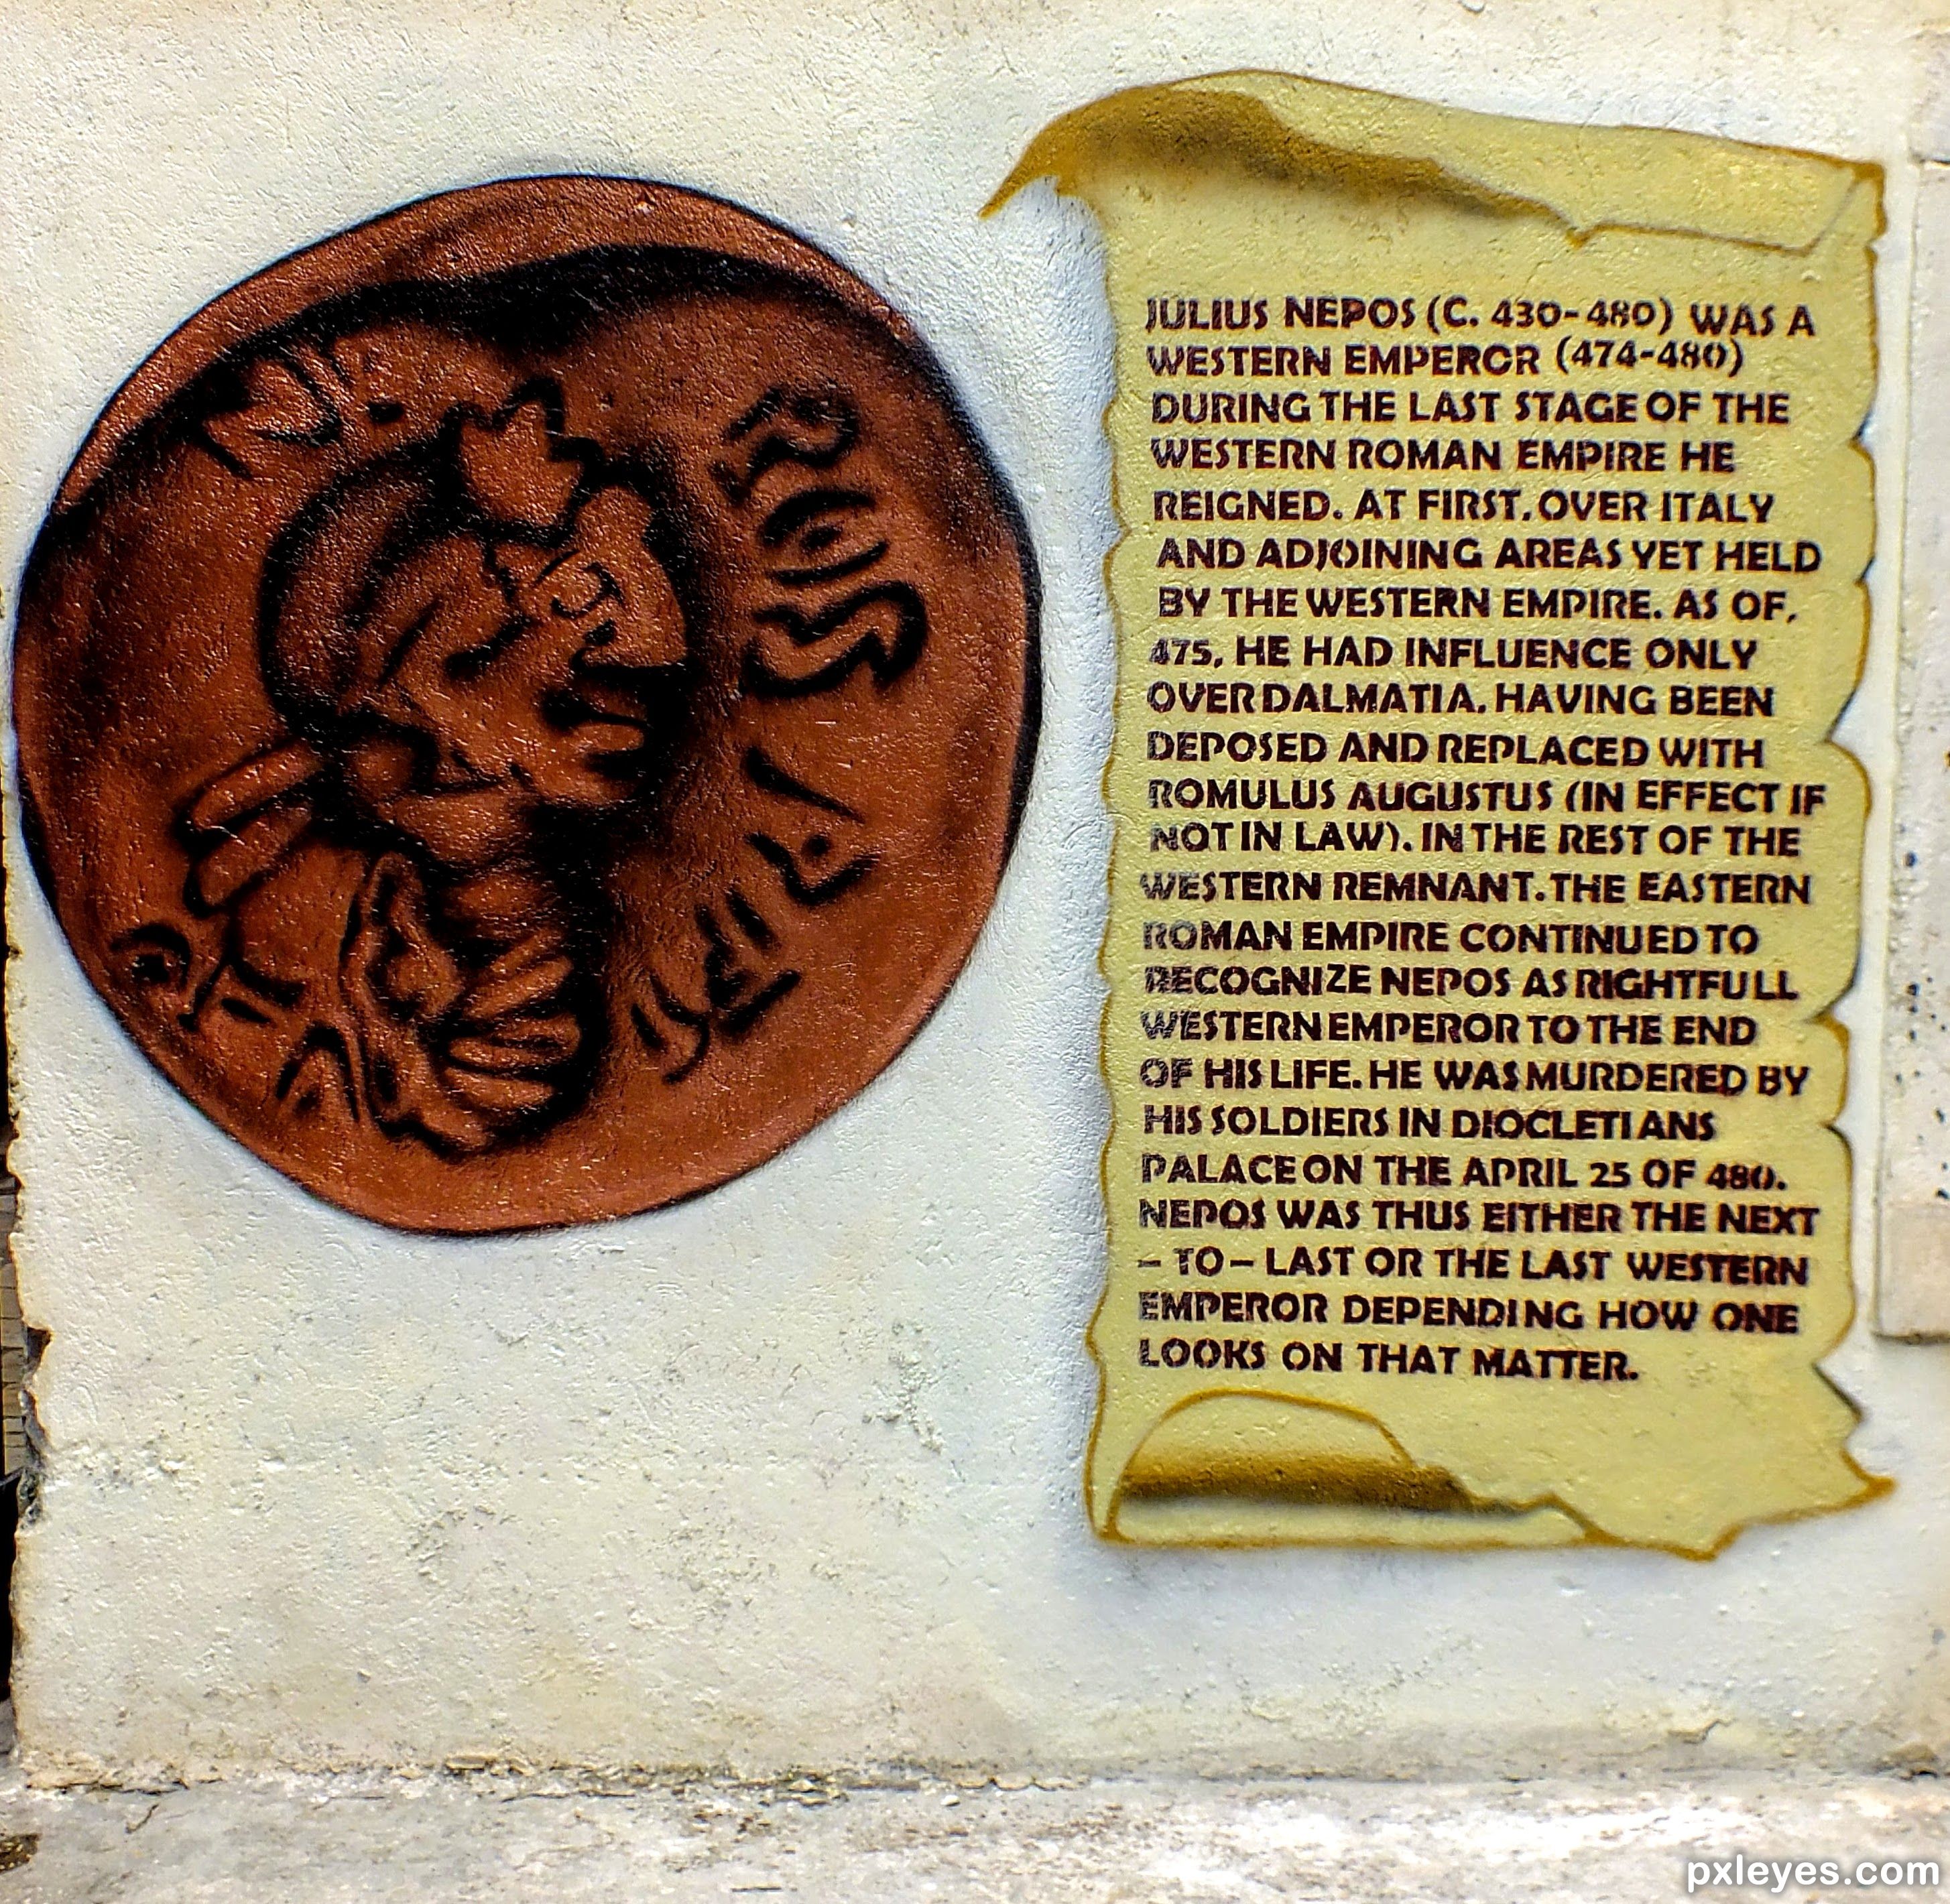 JULIUS NEPOS (C. 430-480) WAS A
WESTERN EMPEROR (474-480)
DURING THE LAST STAGE OF THE
WESTERN ROMAN EMPIRE HE
REIGNED. AT FIRST. OVER ITALY
AND ADJOINING AREAS YET HELD
BY THE WESTERN EMPIRE. AS OF,
475, HE HAD INFLUENCE ONLY
OVER DALMATIA. HAVING BEEN
DEPOSED AND REPLACED WITH
ROMULUS AUGUSTUS (IN EFFECT IF
NOT IN LAW). IN THE REST OF THE
WESTERN REMNANT. THE EASTERN
ROMAN EMPIRE CONTINUED TO
RECOGNIZE NEPOS AS RIGHTFULL
WESTERN EMPEROR TO THE END
OF HIS LIFE. HE WAS MURDERED BY
HIS SOLDIERS IN DIOCLETIANS
PALACE ON THE APRIL 25 OF 480.
NEPOS WAS THUS EITHER THE NEXT
– TO – LAST OR THE LAST WESTERN
EMPEROR DEPENDING HOW ONE
LOOKS ON THAT MATTER.
pxleyes.com